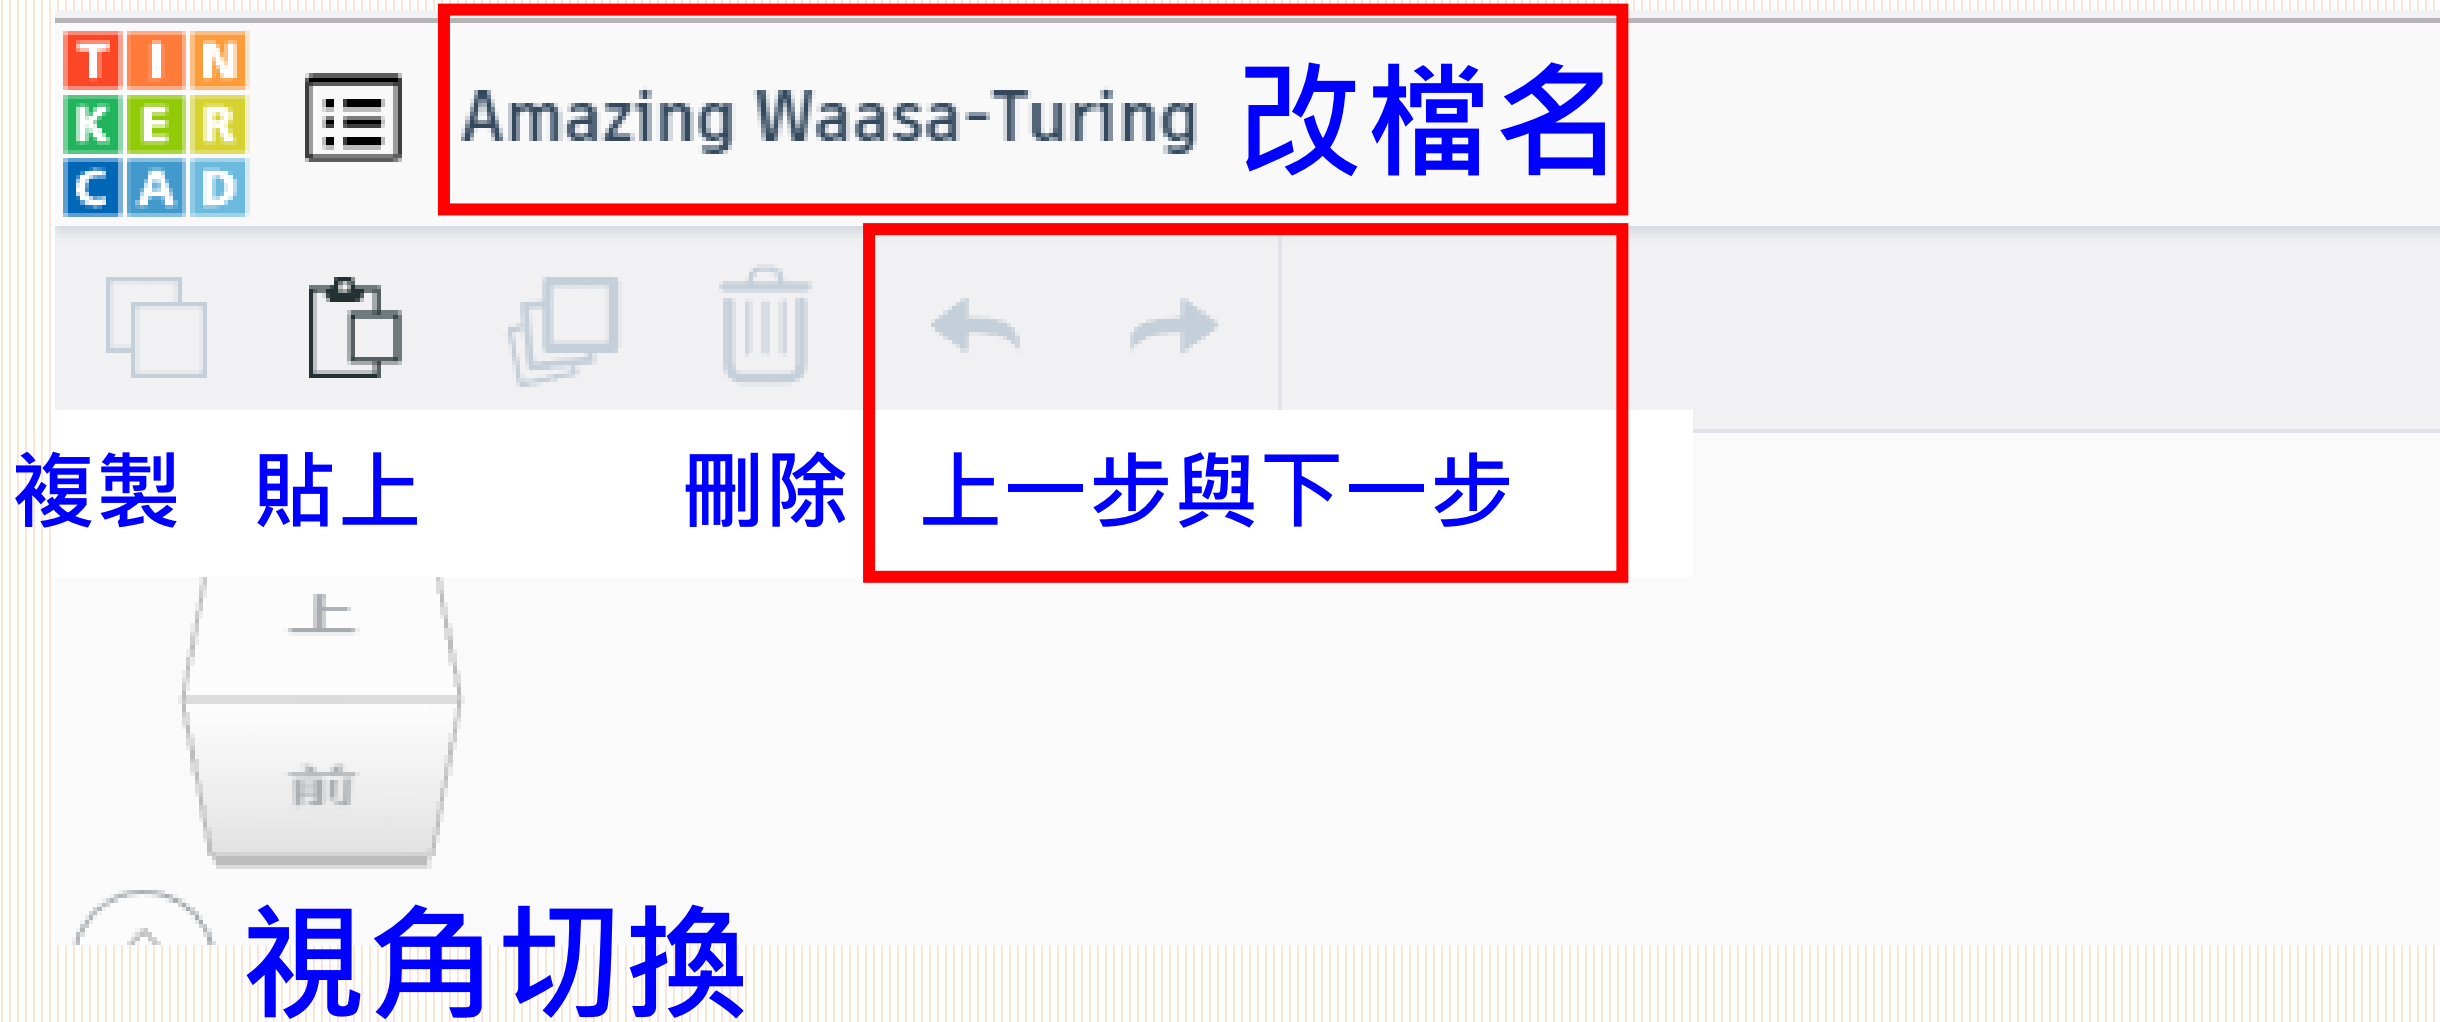 TIN
KER
CAD
Amazing Waasa-Turing 改檔名
複製 貼上 刪除 上一步與下一步
上
前
視角切換